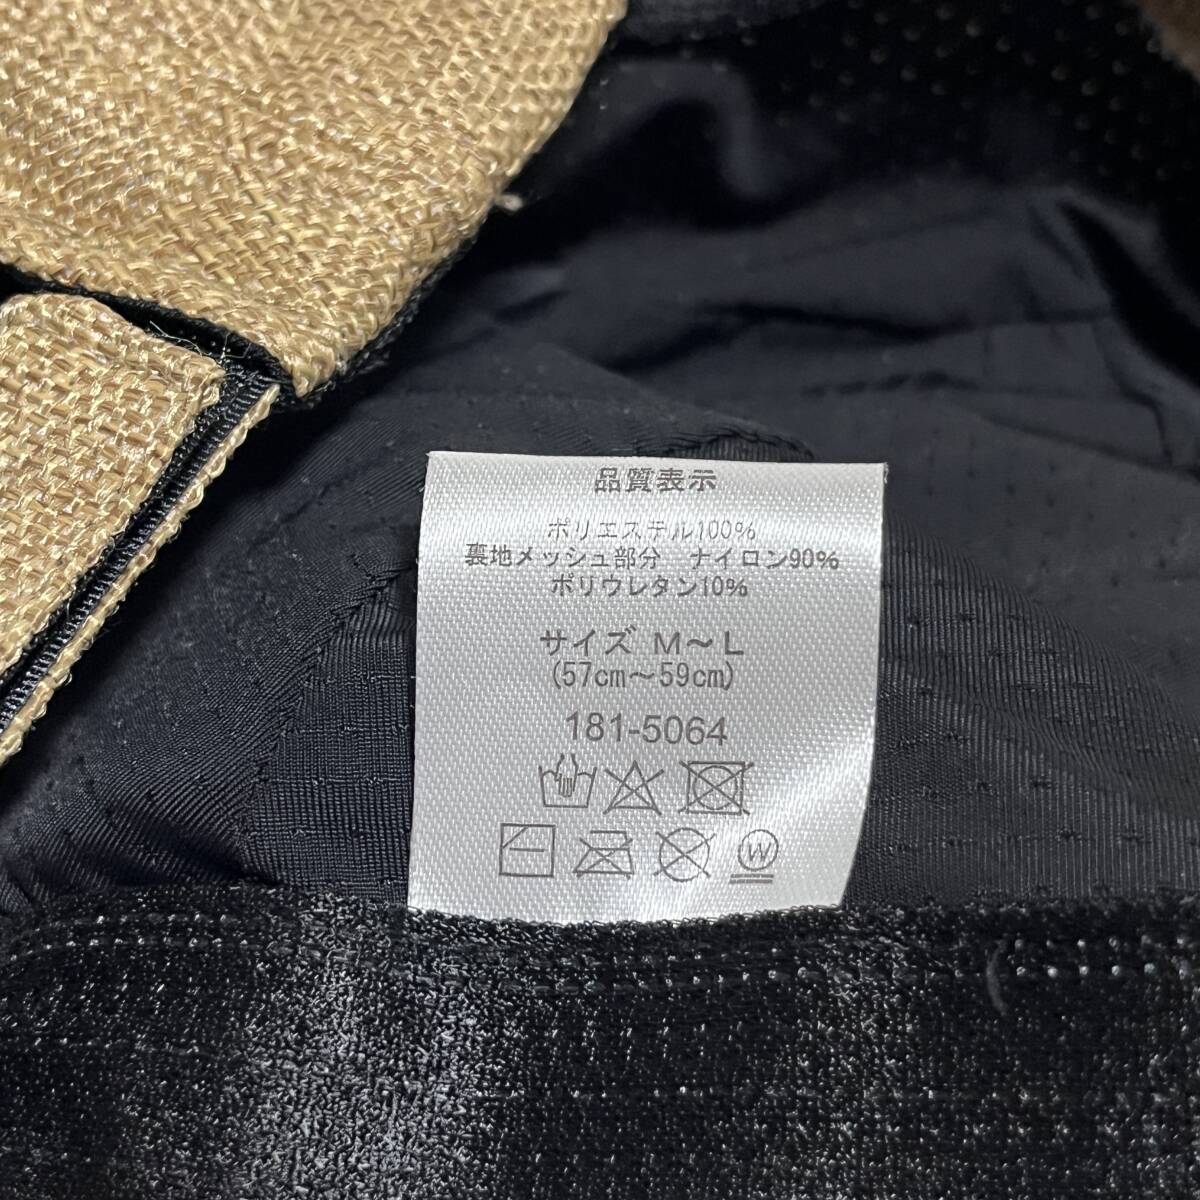 品質表示
ポリエステル100%
裏地メッシュ部分　ナイロン90%
ポリウレタン10%
サイズ M～L
(57cm～59cm)
181-5064
W